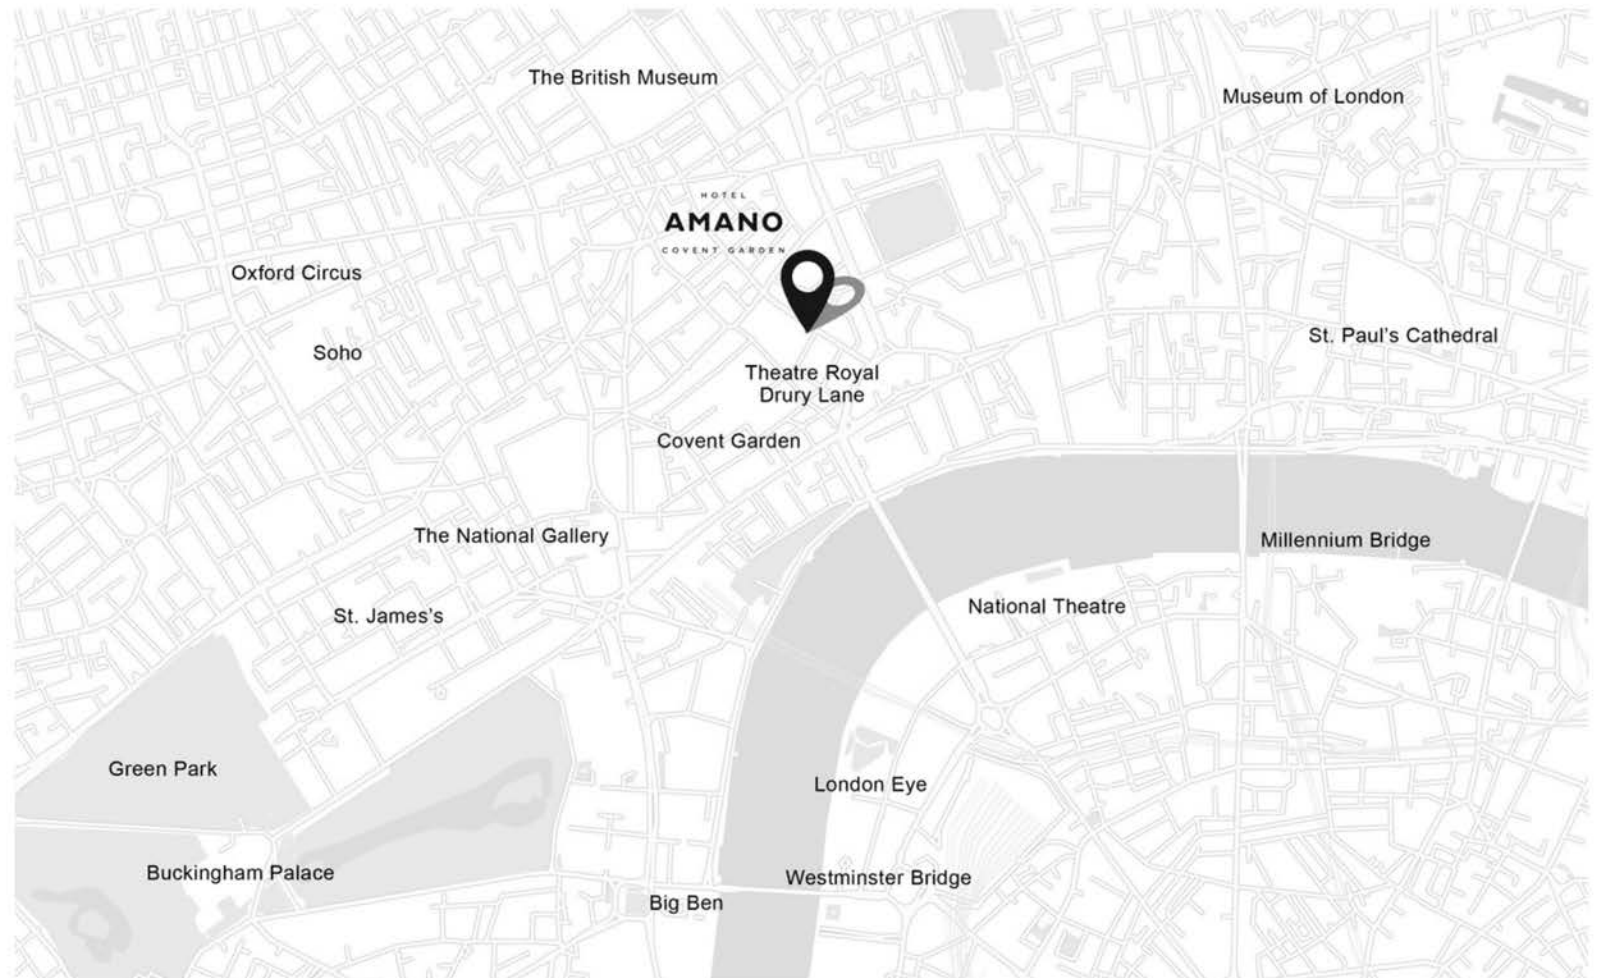 The British Museum
Museum of London
HOTEL
AMANO
COVENT GARDEN
Oxford Circus
Soho
St. Paul's Cathedral
Theatre Royal
Drury Lane
Covent Garden
The National Gallery
Millennium Bridge
National Theatre
St. James's
Green Park
London Eye
Buckingham Palace
Westminster Bridge
Big Ben